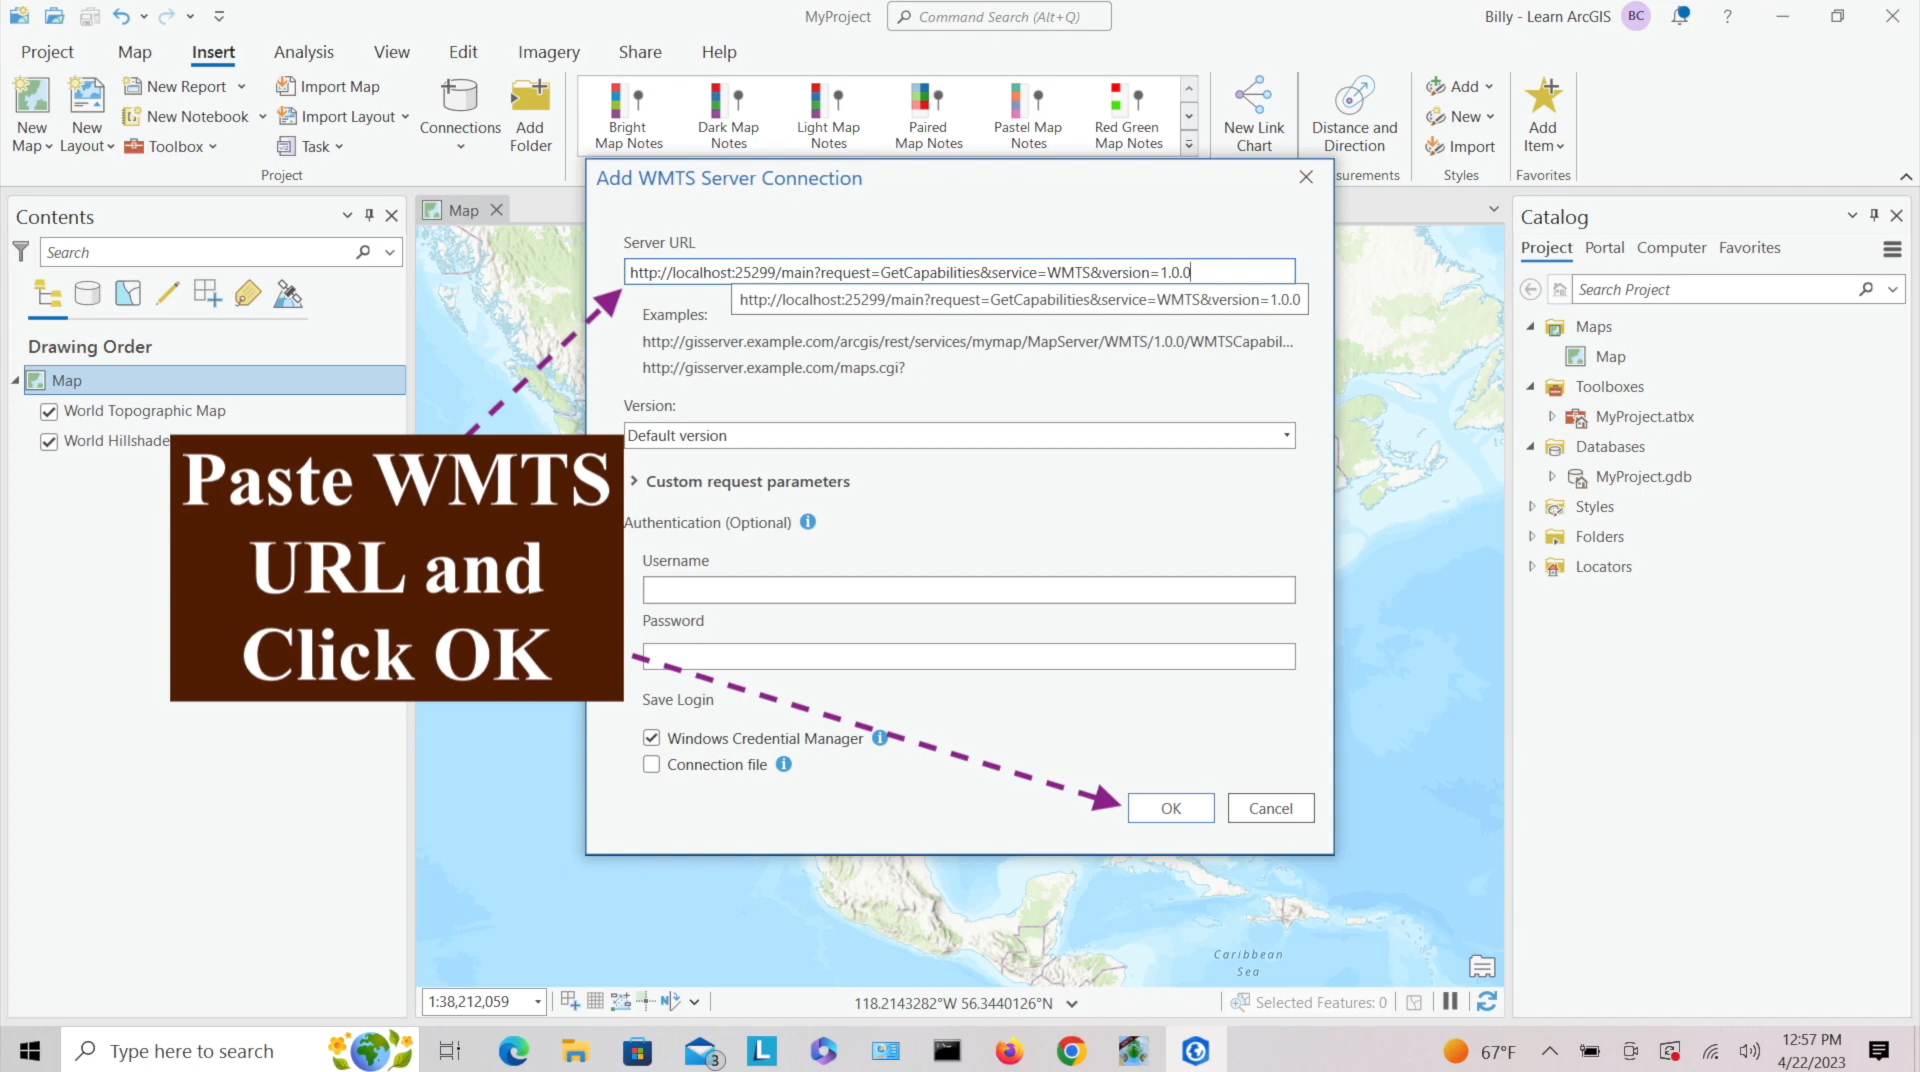 MyProject
Command Search (Alt+Q)
Billy - Learn ArcGIS
BC
?
Project
Map
Insert
Analysis
View
Edit
Imagery
Share
Help
New Map
New Layout
New Report
New Notebook
Toolbox
Import Map
Import Layout
Task
Connections
Add Folder
Project
Bright Map Notes
Dark Map Notes
Light Map Notes
Paired Map Notes
Pastel Map Notes
Red Green Map Notes
New Link Chart
Distance and Direction
surements
Add
New
Import
Styles
Add Item
Favorites
Contents
Search
Drawing Order
Map
World Topographic Map
World Hillshade
Map
Add WMTS Server Connection
Server URL
http://localhost:25299/main?request=GetCapabilities&service=WMTS&version=1.0.0
http://localhost:25299/main?request=GetCapabilities&service=WMTS&version=1.0.0
Examples:
http://gisserver.example.com/arcgis/rest/services/mymap/MapServer/WMTS/1.0.0/WMTSCapabil...
http://gisserver.example.com/maps.cgi?
Version:
Default version
Custom request parameters
Authentication (Optional)
Username
Password
Save Login
Windows Credential Manager
Connection file
OK
Cancel
Paste WMTS
URL and
Click OK
Caribbean
Sea
1:38,212,059
118.2143282°W 56.3440126°N
Selected Features: 0
Catalog
Project
Portal
Computer
Favorites
Search Project
Maps
Map
Toolboxes
MyProject.atbx
Databases
MyProject.gdb
Styles
Folders
Locators
Type here to search
3
L
67°F
12:57 PM
4/22/2023